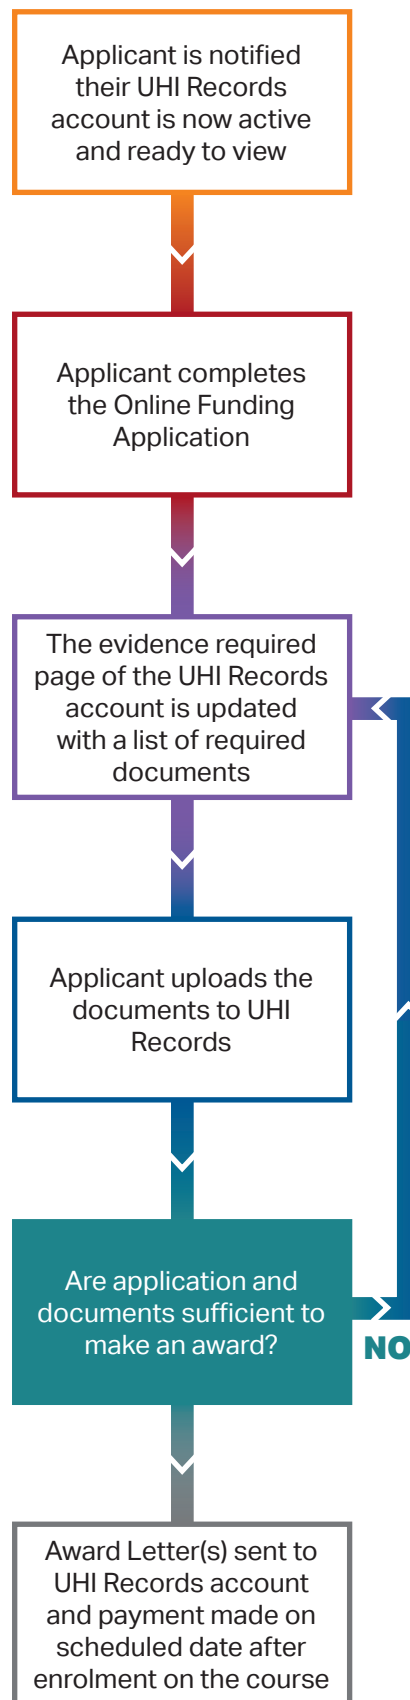 Applicant is notified
their UHI Records
account is now active
and ready to view
Applicant completes
the Online Funding
Application
The evidence required
page of the UHI Records
account is updated
with a list of required
documents
Applicant uploads the
documents to UHI
Records
Are application and
documents sufficient to
make an award?
NO
Award Letter(s) sent to
UHI Records account
and payment made on
scheduled date after
enrolment on the course